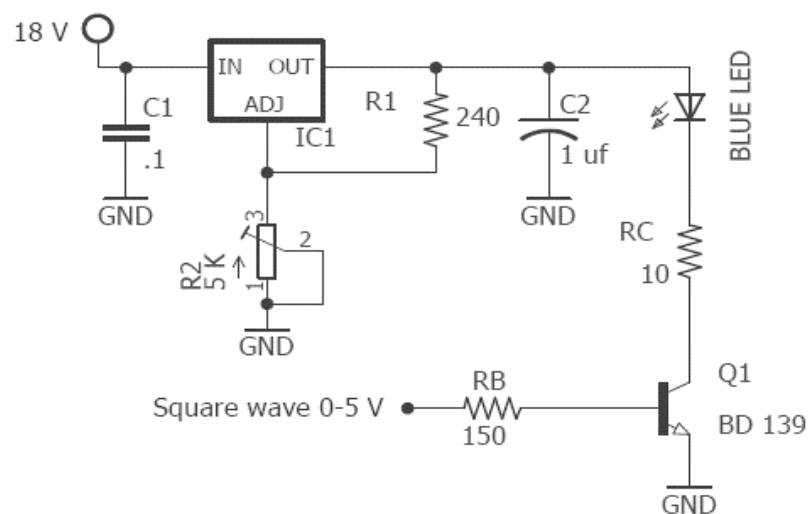 18 V
IN OUT
ADJ
IC1
C1
.1
GND
R1
240
C2
1 uf
GND
BLUE LED
RC
10
3
2
1
R2
5 K
GND
Square wave 0-5 V
RB
150
Q1
BD 139
GND